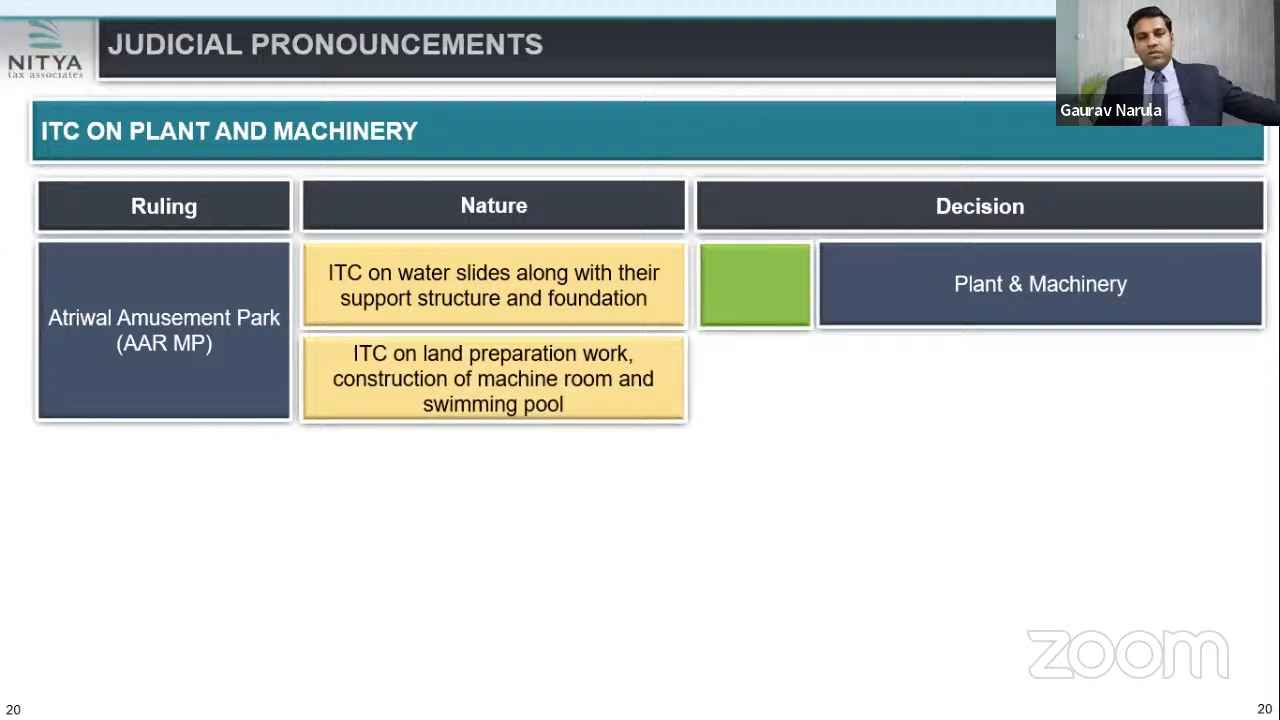 NITYA
tax associates
JUDICIAL PRONOUNCEMENTS
Gaurav Narula
ITC ON PLANT AND MACHINERY
Ruling
Nature
Decision
Atriwal Amusement Park
(AAR MP)
ITC on water slides along with their
support structure and foundation
Plant & Machinery
ITC on land preparation work,
construction of machine room and
swimming pool
zoom
20
20